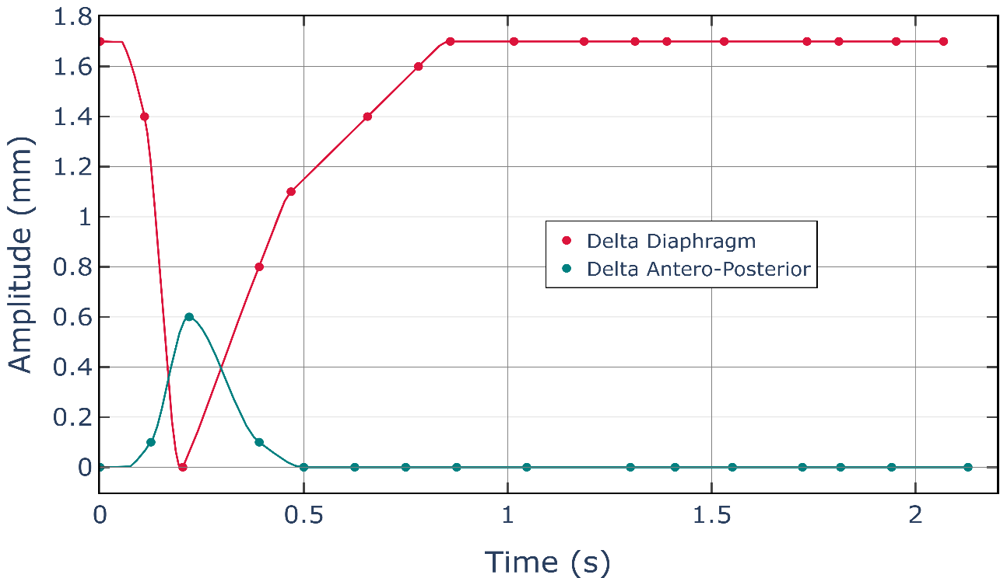 Amplitude (mm)
1.8
1.6
1.4
1.2
1
0.8
0.6
0.4
0.2
0
Delta Diaphragm
Delta Antero-Posterior
0 0.5 1 1.5 2
Time (s)